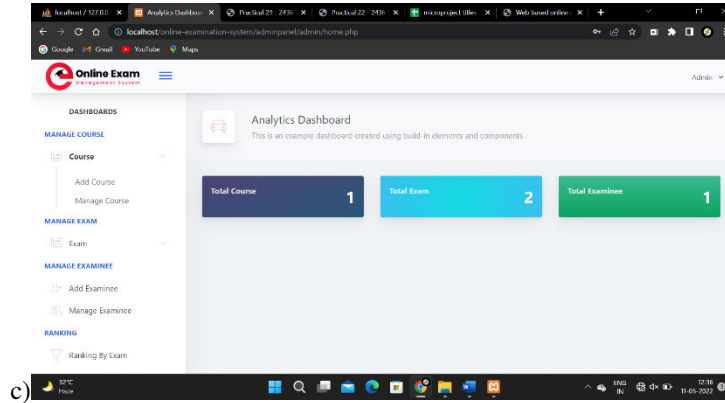 localhost / 127.0.0. Analytics Dashboar Practical 21 - 2436 Practical 22 - 2436 microproject titles Web based online
localhost/online-examination-system/adminpanel/admin/home.php
Google Gmail YouTube Maps
Online Exam
Management System
Admin
DASHBOARDS
MANAGE COURSE
Course
Add Course
Manage Course
MANAGE EXAM
Exam
MANAGE EXAMINEE
Add Examinee
Manage Examinee
RANKING
Ranking By Exam
Analytics Dashboard
This is an example dashboard created using build-in elements and components.
Total Course 1
Total Exam 2
Total Examinee 1
c)
32°C
Haze
ENG
IN
12:36
11-05-2022